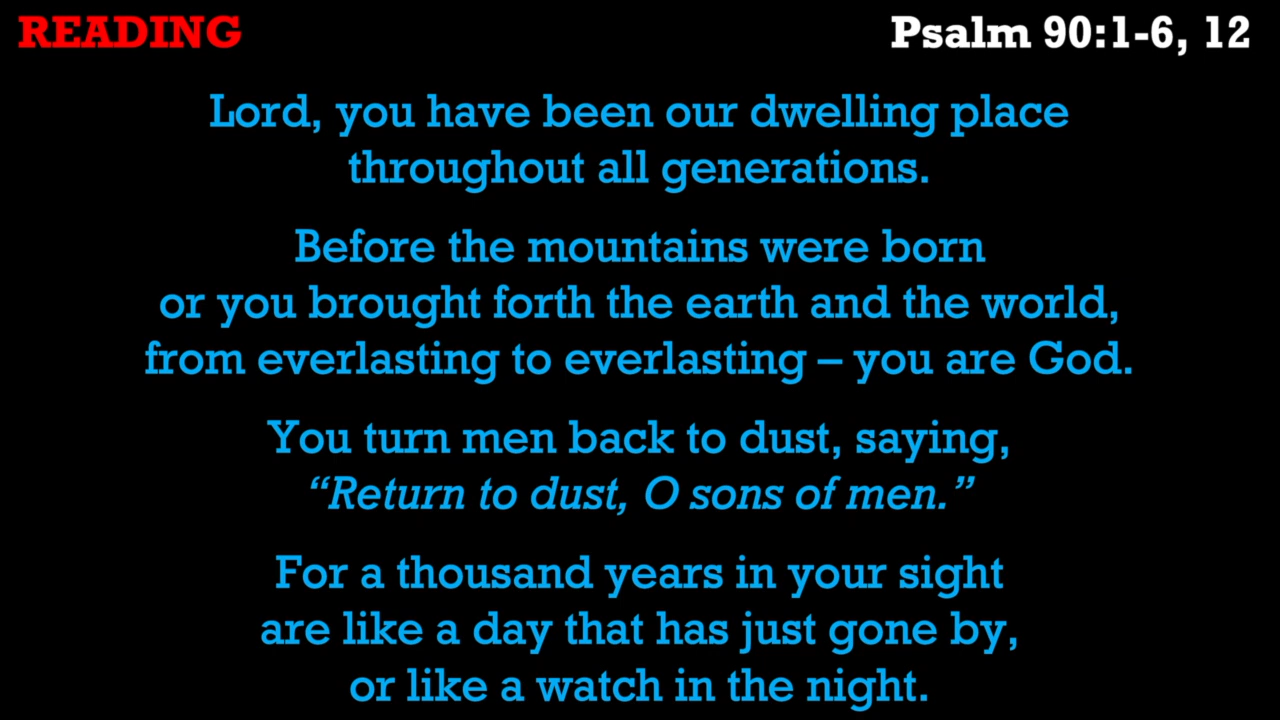 READING
Psalm 90:1-6, 12
Lord, you have been our dwelling place
throughout all generations.
Before the mountains were born
or you brought forth the earth and the world,
from everlasting to everlasting – you are God.
You turn men back to dust, saying,
“Return to dust, O sons of men.”
For a thousand years in your sight
are like a day that has just gone by,
or like a watch in the night.